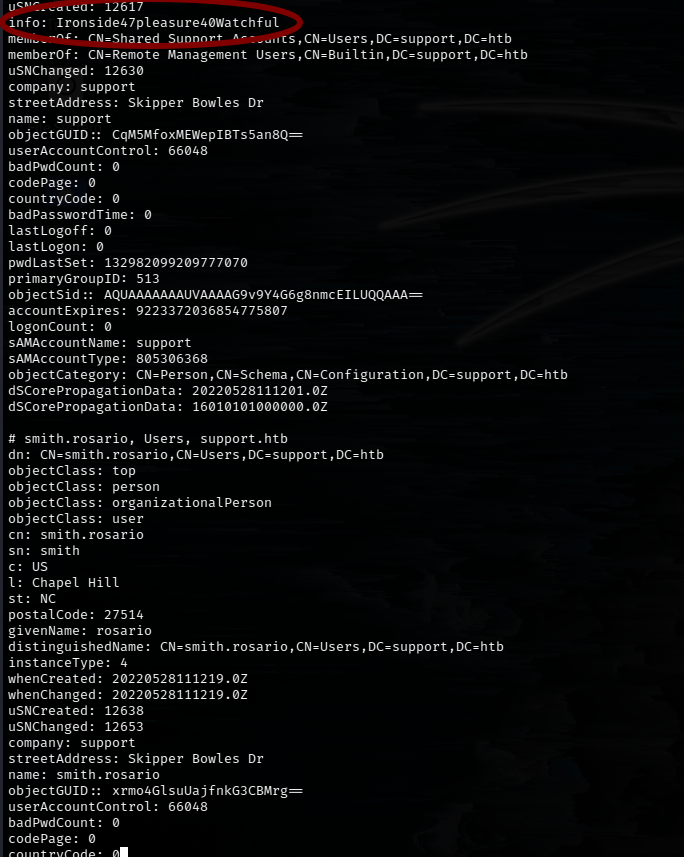 uSNCreated: 12617
info: Ironside47pleasure40Watchful
memberOf: CN=Shared Support Accounts,CN=Users,DC=support,DC=htb
memberOf: CN=Remote Management Users,CN=Builtin,DC=support,DC=htb
uSNChanged: 12630
company: support
streetAddress: Skipper Bowles Dr
name: support
objectGUID:: CqM5MfoxMEWepIBTs5an8Q==
userAccountControl: 66048
badPwdCount: 0
codePage: 0
countryCode: 0
badPasswordTime: 0
lastLogoff: 0
lastLogon: 0
pwdLastSet: 132982099209777070
primaryGroupID: 513
objectSid:: AQUAAAAAAAUVAAAAG9v9Y4G6g8nmcEILUQQAAA==
accountExpires: 9223372036854775807
logonCount: 0
sAMAccountName: support
sAMAccountType: 805306368
objectCategory: CN=Person,CN=Schema,CN=Configuration,DC=support,DC=htb
dSCorePropagationData: 20220528111201.0Z
dSCorePropagationData: 16010101000000.0Z
# smith.rosario, Users, support.htb
dn: CN=smith.rosario,CN=Users,DC=support,DC=htb
objectClass: top
objectClass: person
objectClass: organizationalPerson
objectClass: user
cn: smith.rosario
sn: smith
c: US
l: Chapel Hill
st: NC
postalCode: 27514
givenName: rosario
distinguishedName: CN=smith.rosario,CN=Users,DC=support,DC=htb
instanceType: 4
whenCreated: 20220528111219.0Z
whenChanged: 20220528111219.0Z
uSNCreated: 12638
uSNChanged: 12653
company: support
streetAddress: Skipper Bowles Dr
name: smith.rosario
objectGUID:: xrmo4GlsuUajfnkG3CBMrg==
userAccountControl: 66048
badPwdCount: 0
codePage: 0
countryCode: 0